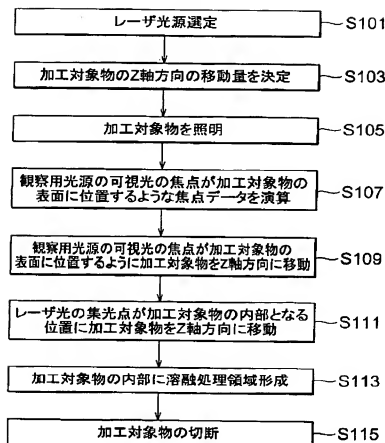 レーザ光源選定
S101
加工対象物のZ軸方向の移動量を決定
S103
加工対象物を照明
S105
観察用光源の可視光の焦点が加工対象物の
表面に位置するような焦点データを演算
S107
観察用光源の可視光の焦点が加工対象物の
表面に位置するように加工対象物をZ軸方向に移動
S109
レーザ光の集光点が加工対象物の内部となる
位置に加工対象物をZ軸方向に移動
S111
加工対象物の内部に溶融処理領域形成
S113
加工対象物の切断
S115